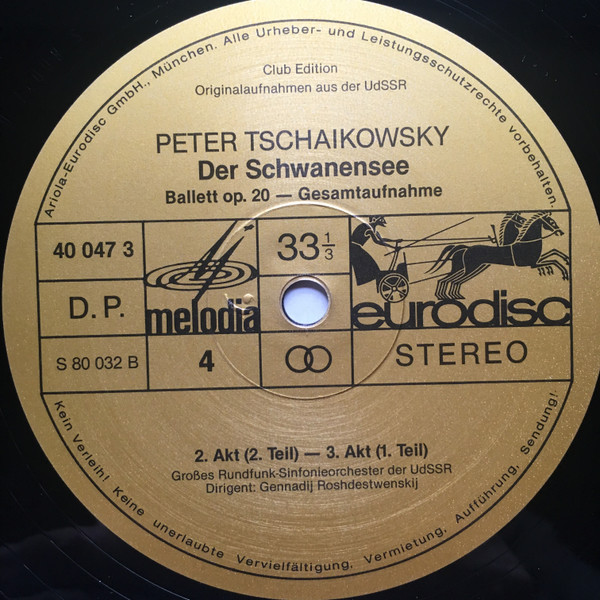 Ariola-Eurodisc GmbH., München. Alle Urheber- und Leistungsschutzrechte vorbehalten.
Club Edition
Originalaufnahmen aus der UdSSR
PETER TSCHAIKOWSKY
Der Schwanensee
Ballett op. 20 — Gesamtaufnahme
40 047 3
D. P.
S 80 032 B
melodia
4
33 1/3
eurodisc
STEREO
2. Akt (2. Teil) — 3. Akt (1. Teil)
Großes Rundfunk-Sinfonieorchester der UdSSR
Dirigent: Gennadij Roshdestwenskij
Kein Verleih! Keine unerlaubte Vervielfältigung, Vermietung, Aufführung, Sendung!